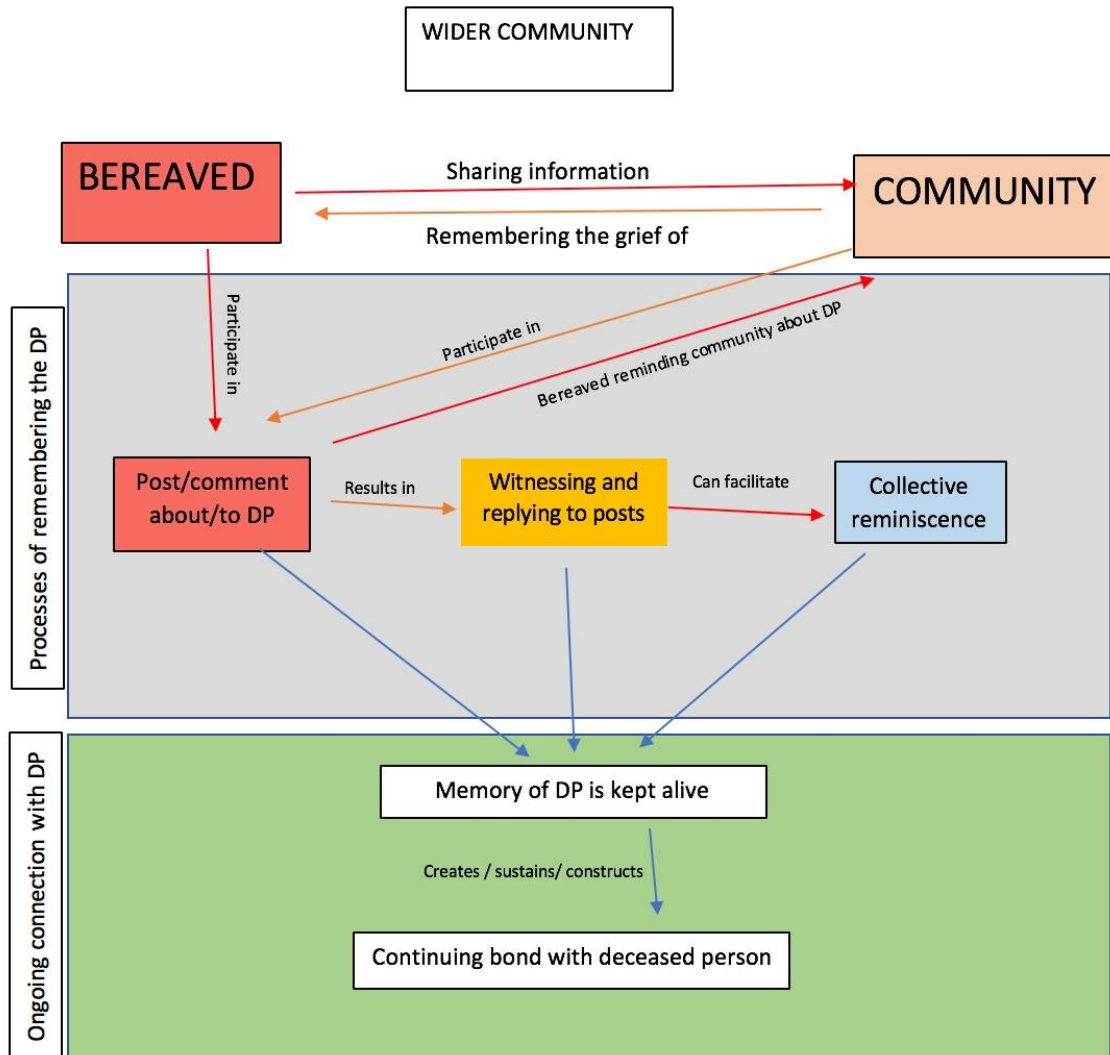 WIDER COMMUNITY
BEREAVED
Sharing information
COMMUNITY
Remembering the grief of
Processes of remembering the DP
Participate in
Participate in
Bereaved reminding community about DP
Post/comment
about/to DP
Results in
Witnessing and
replying to posts
Can facilitate
Collective
reminiscence
Ongoing connection with DP
Memory of DP is kept alive
Creates / sustains/ constructs
Continuing bond with deceased person